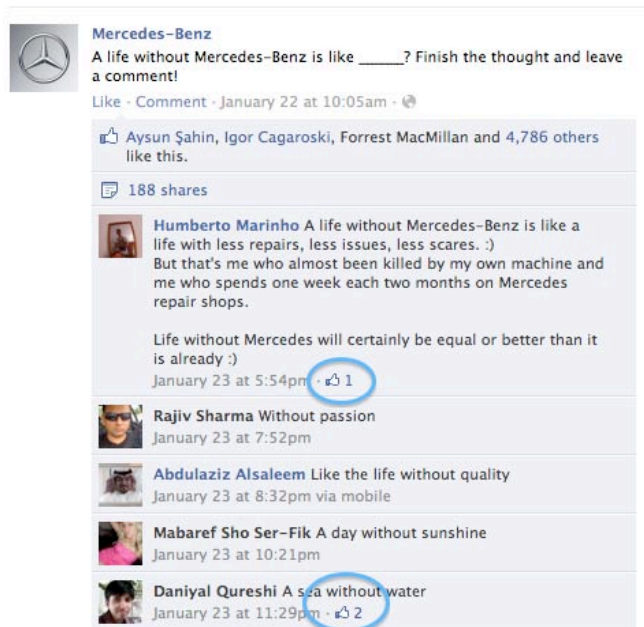 Mercedes-Benz
A life without Mercedes-Benz is like ______? Finish the thought and leave
a comment!
Like · Comment · January 22 at 10:05am ·
Aysun Şahin, Igor Cagaroski, Forrest MacMillan and 4,786 others
like this.
188 shares
Humberto Marinho A life without Mercedes-Benz is like a
life with less repairs, less issues, less scares. :)
But that's me who almost been killed by my own machine and
me who spends one week each two months on Mercedes
repair shops.
Life without Mercedes will certainly be equal or better than it
is already :)
January 23 at 5:54pm · 1
Rajiv Sharma Without passion
January 23 at 7:52pm
Abdulaziz Alsaleem Like the life without quality
January 23 at 8:32pm via mobile
Mabaref Sho Ser-Fik A day without sunshine
January 23 at 10:21pm
Daniyal Qureshi A sea without water
January 23 at 11:29pm · 2